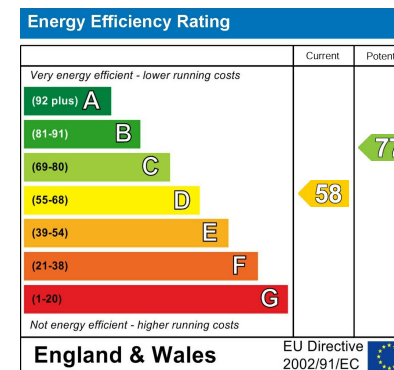 Energy Efficiency Rating
Current
Very energy efficient - lower running costs
(92 plus) A
(81-91) B
(69-80) C
77
(55-68) D
58
(39-54) E
(21-38) F
(1-20) G
Not energy efficient - higher running costs
England & Wales
EU Directive
2002/91/EC